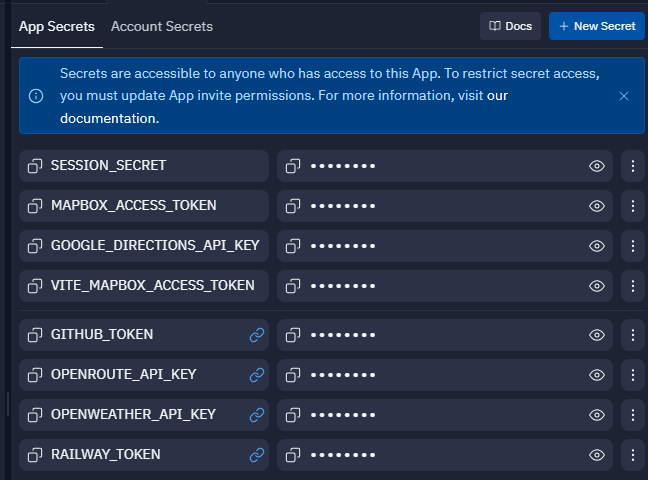 App Secrets Account Secrets Docs + New Secret
Secrets are accessible to anyone who has access to this App. To restrict secret access,
you must update App invite permissions. For more information, visit our
documentation.
SESSION_SECRET ••••••••
MAPBOX_ACCESS_TOKEN ••••••••
GOOGLE_DIRECTIONS_API_KEY ••••••••
VITE_MAPBOX_ACCESS_TOKEN ••••••••
GITHUB_TOKEN ••••••••
OPENROUTE_API_KEY ••••••••
OPENWEATHER_API_KEY ••••••••
RAILWAY_TOKEN ••••••••